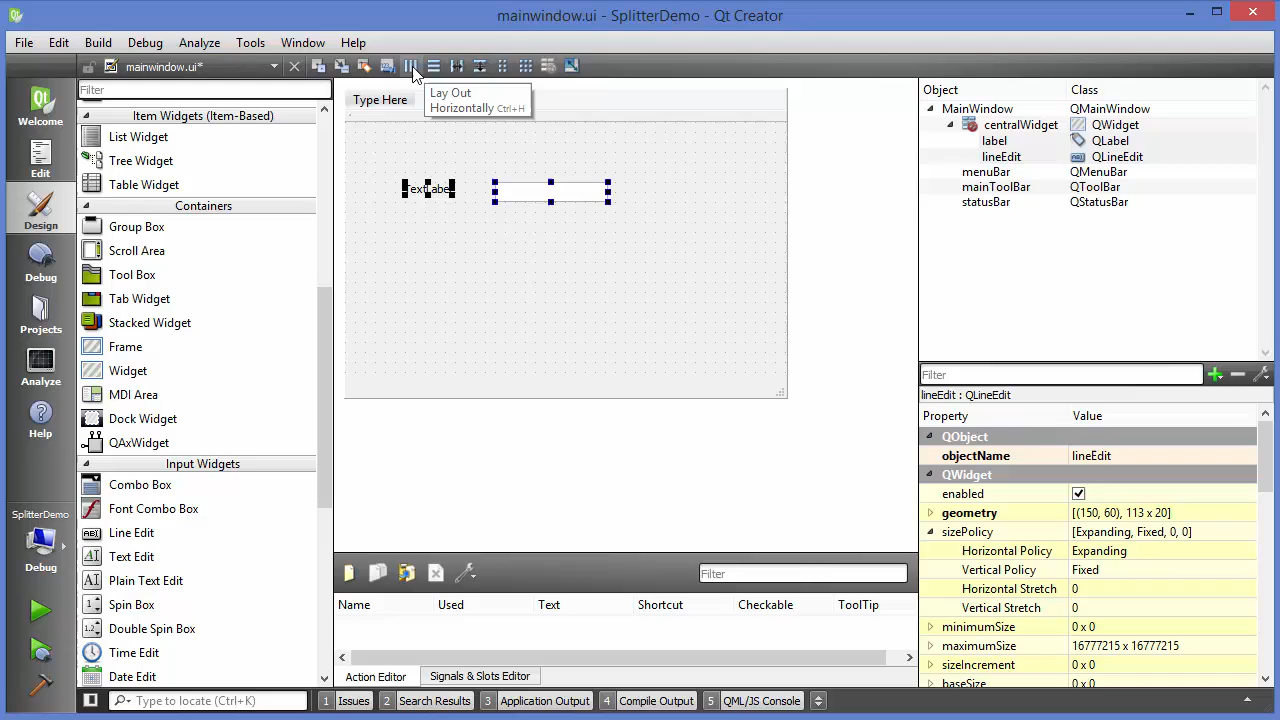 mainwindow.ui - SplitterDemo - Qt Creator
File Edit Build Debug Analyze Tools Window Help
mainwindow.ui*
Lay Out
Horizontally Ctrl+H
Welcome
Edit
Design
Debug
Projects
Analyze
Help
SplitterDemo
Debug
Filter
Item Widgets (Item-Based)
List Widget
Tree Widget
Table Widget
Containers
Group Box
Scroll Area
Tool Box
Tab Widget
Stacked Widget
Frame
Widget
MDI Area
Dock Widget
QAxWidget
Input Widgets
Combo Box
Font Combo Box
Line Edit
Text Edit
Plain Text Edit
Spin Box
Double Spin Box
Time Edit
Date Edit
Type Here
TextLabel
Filter
Name Used Text Shortcut Checkable ToolTip
Action Editor Signals & Slots Editor
Object Class
MainWindow QMainWindow
centralWidget QWidget
label QLabel
lineEdit QLineEdit
menuBar QMenuBar
mainToolBar QToolBar
statusBar QStatusBar
Filter
lineEdit : QLineEdit
Property Value
QObject
objectName lineEdit
QWidget
enabled
geometry [(150, 60), 113 x 20]
sizePolicy [Expanding, Fixed, 0, 0]
Horizontal Policy Expanding
Vertical Policy Fixed
Horizontal Stretch 0
Vertical Stretch 0
minimumSize 0 x 0
maximumSize 16777215 x 16777215
sizeIncrement 0 x 0
baseSize 0 x 0
Type to locate (Ctrl+K)
1 Issues 2 Search Results 3 Application Output 4 Compile Output 5 QML/JS Console